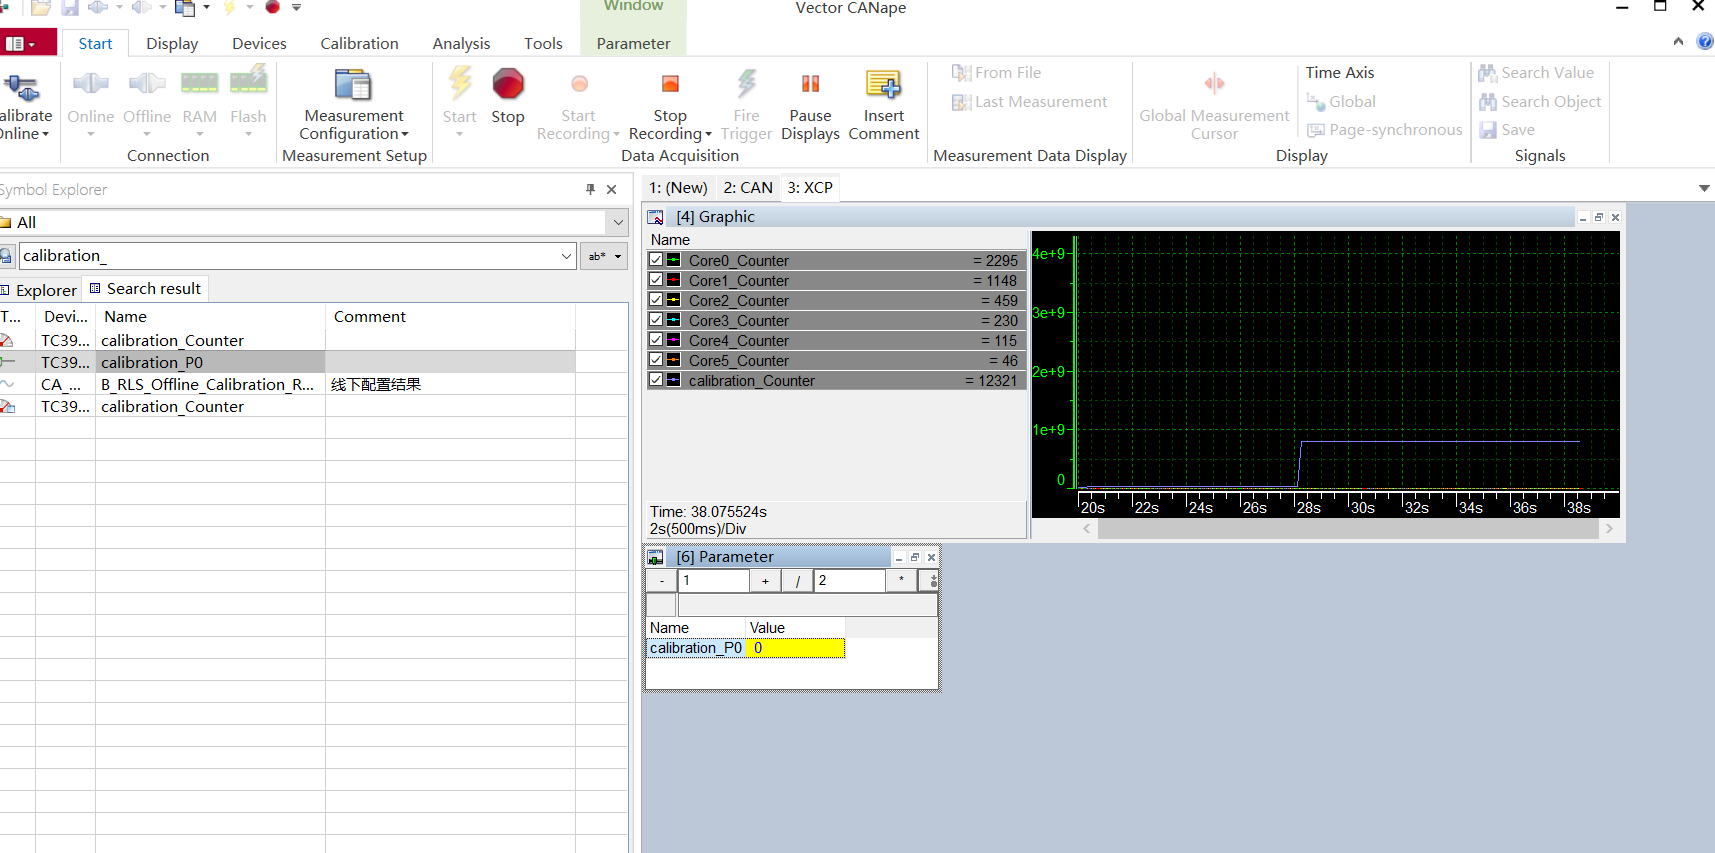 Window
Vector CANape
Start Display Devices Calibration Analysis Tools Parameter
alibrate
Online
Online Offline RAM Flash
Connection
Measurement
Configuration
Measurement Setup
Start Stop
Start
Recording
Stop
Recording
Fire
Trigger
Pause
Displays
Insert
Comment
Data Acquisition
From File
Last Measurement
Measurement Data Display
Global Measurement
Cursor
Time Axis
Global
Page-synchronous
Display
Search Value
Search Object
Save
Signals
Symbol Explorer
All
calibration_
ab*
Explorer Search result
T... Devi... Name Comment
TC39... calibration_Counter
TC39... calibration_P0
CA_... B_RLS_Offline_Calibration_R... 线下配置结果
TC39... calibration_Counter
1: (New) 2: CAN 3: XCP
[4] Graphic
Name
Core0_Counter = 2295
Core1_Counter = 1148
Core2_Counter = 459
Core3_Counter = 230
Core4_Counter = 115
Core5_Counter = 46
calibration_Counter = 12321
Time: 38.075524s
2s(500ms)/Div
4e+9
3e+9
2e+9
1e+9
0
20s 22s 24s 26s 28s 30s 32s 34s 36s 38s
[6] Parameter
- 1 + / 2 *
Name Value
calibration_P0 0